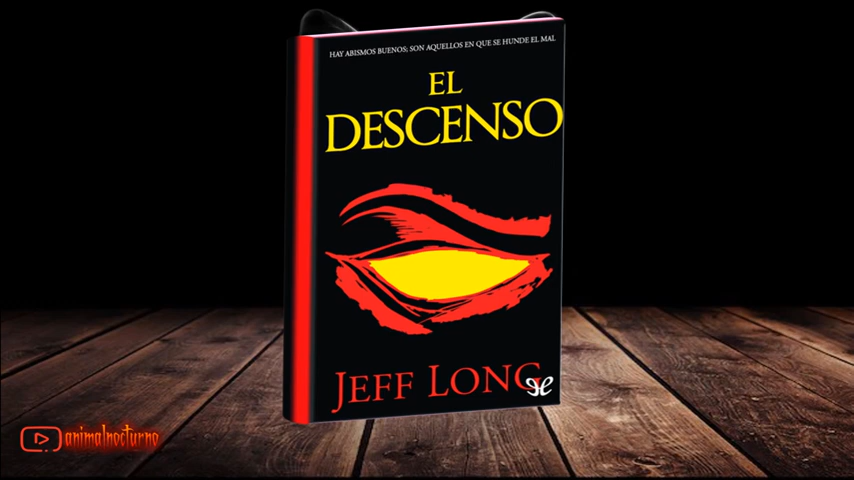 HAY ABISMOS BUENOS; SON AQUELLOS EN QUE SE HUNDE EL MAL
EL
DESCENSO
JEFF LONG
animalnocturno